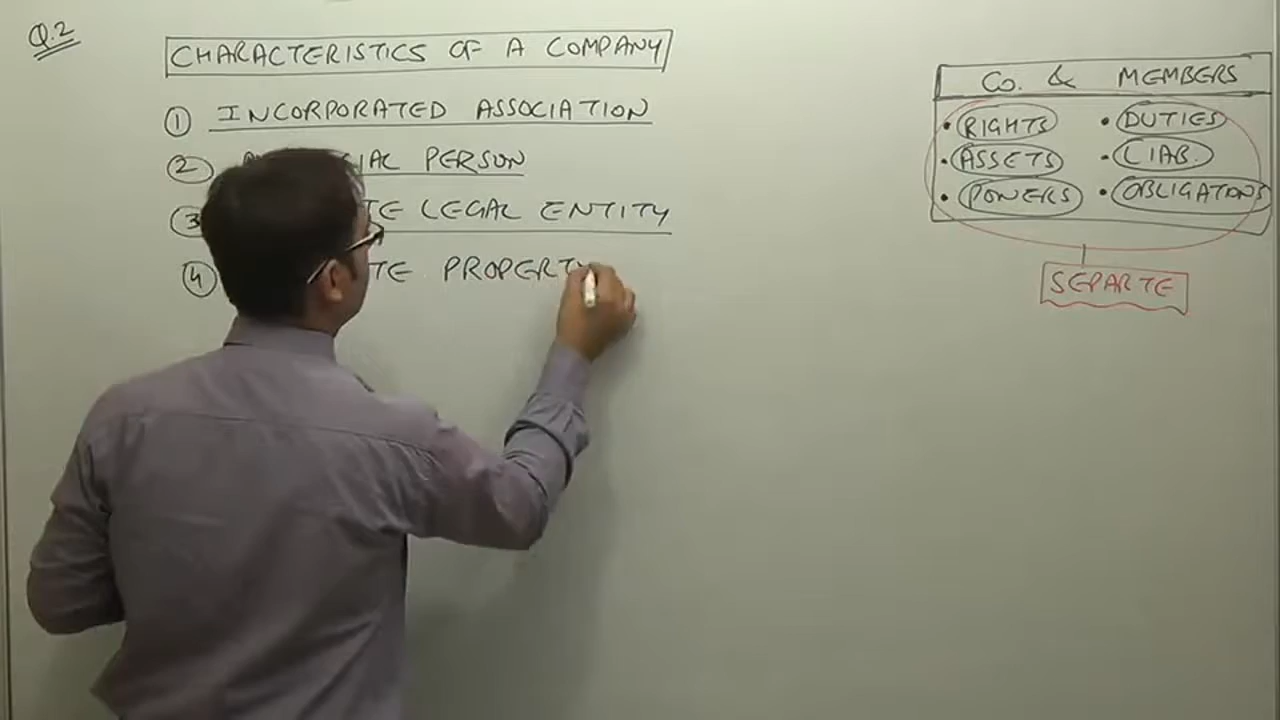 Q.2
CHARACTERISTICS OF A COMPANY
1 INCORPORATED ASSOCIATION
2 PERSON
3 LEGAL ENTITY
4 PROPERTY
CO. & MEMBERS
• RIGHTS • DUTIES
• ASSETS • LIAB.
• POWERS • OBLIGATIONS
SEPARTE